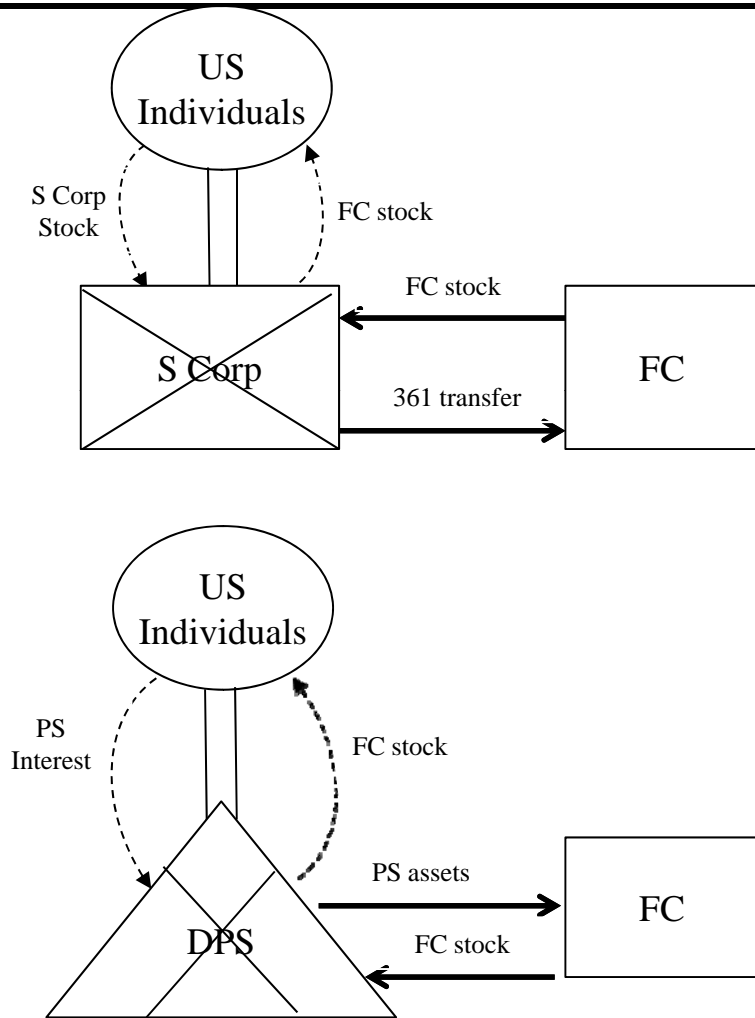 US
Individuals
S Corp
Stock
FC stock
FC stock
S Corp
FC
361 transfer
US
Individuals
PS
Interest
FC stock
PS assets
FC
DPS
FC stock